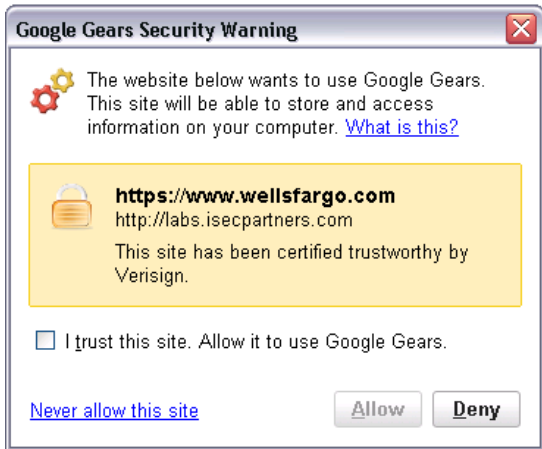 Google Gears Security Warning
The website below wants to use Google Gears.
This site will be able to store and access
information on your computer. What is this?
https://www.wellsfargo.com
http://labs.isecpartners.com
This site has been certified trustworthy by
Verisign.
I trust this site. Allow it to use Google Gears.
Never allow this site
Allow
Deny